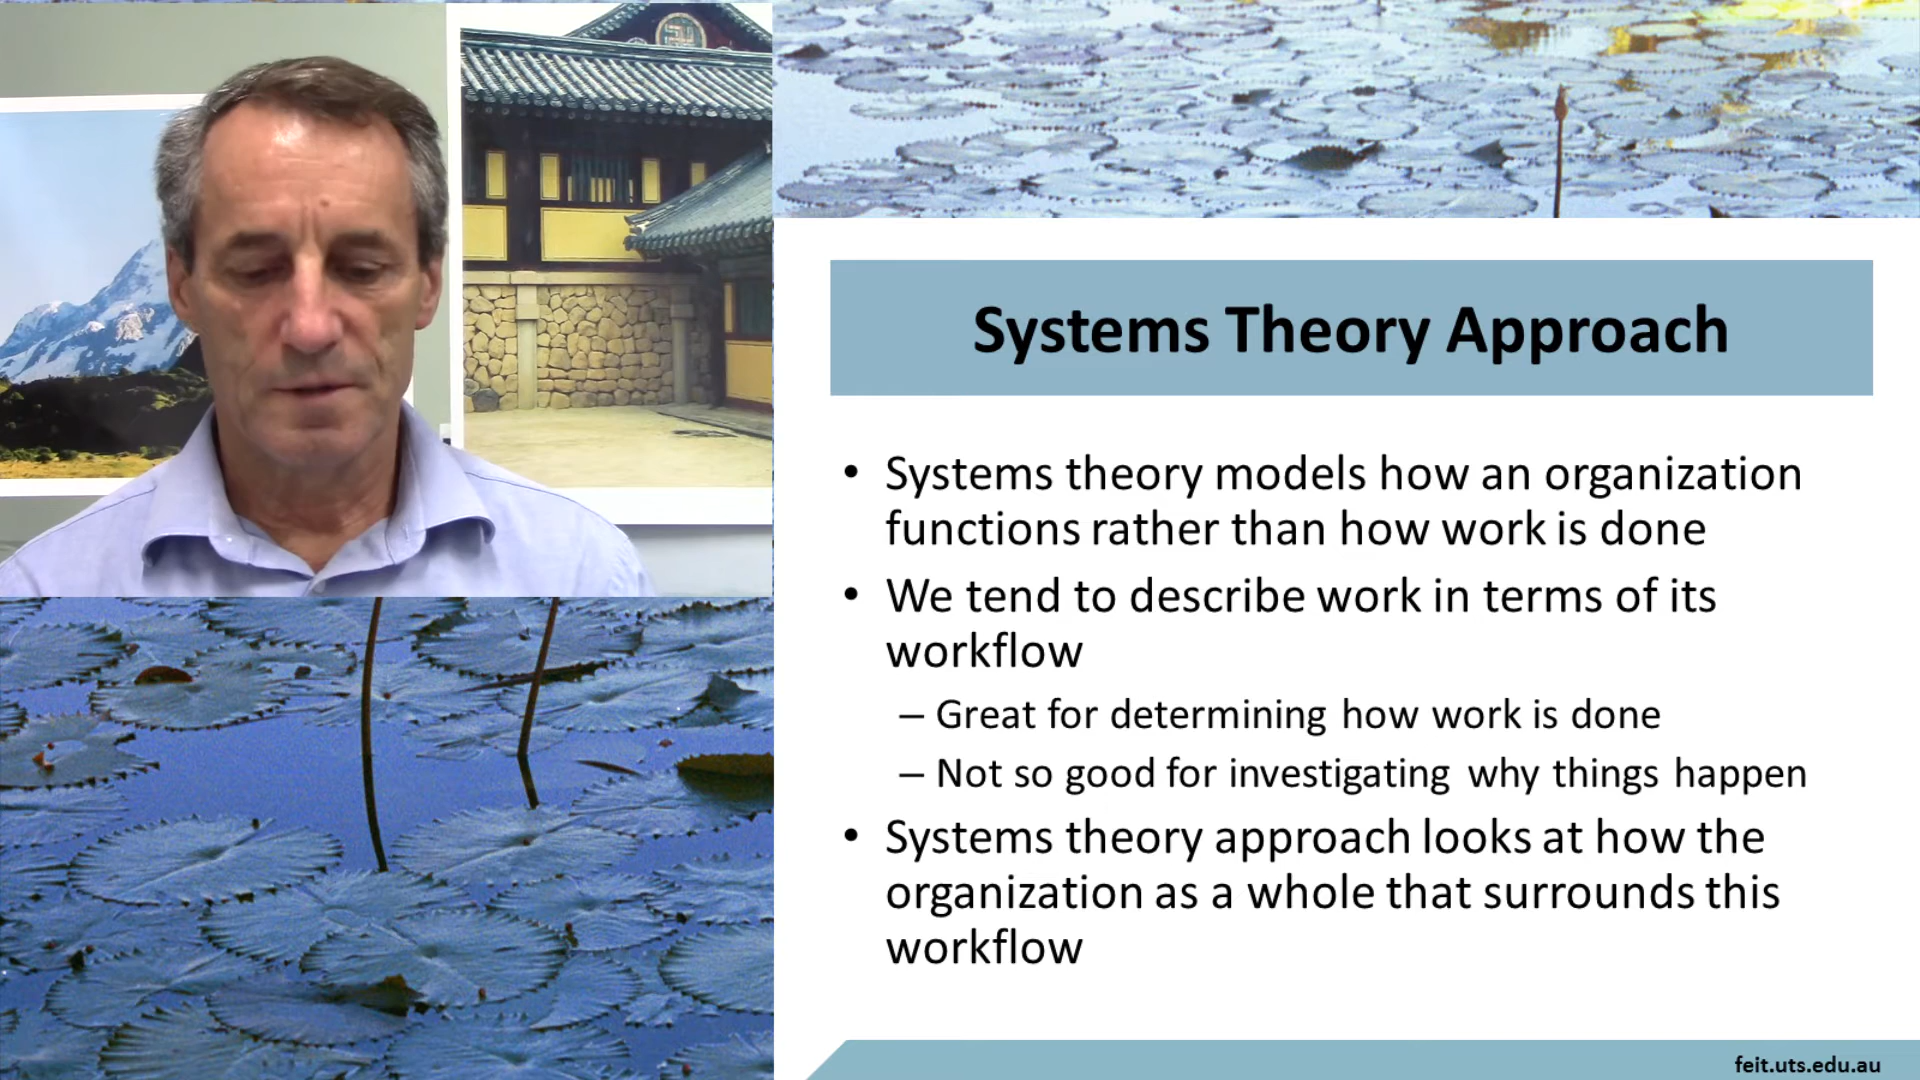 Systems Theory Approach
• Systems theory models how an organization
functions rather than how work is done
• We tend to describe work in terms of its
workflow
– Great for determining how work is done
– Not so good for investigating why things happen
• Systems theory approach looks at how the
organization as a whole that surrounds this
workflow
feit.uts.edu.au